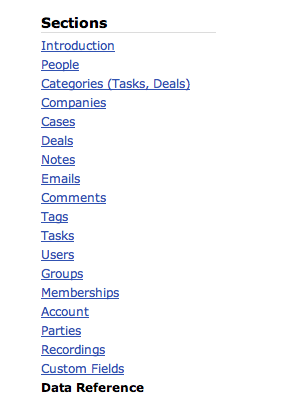 Sections
Introduction
People
Categories (Tasks, Deals)
Companies
Cases
Deals
Notes
Emails
Comments
Tags
Tasks
Users
Groups
Memberships
Account
Parties
Recordings
Custom Fields
Data Reference